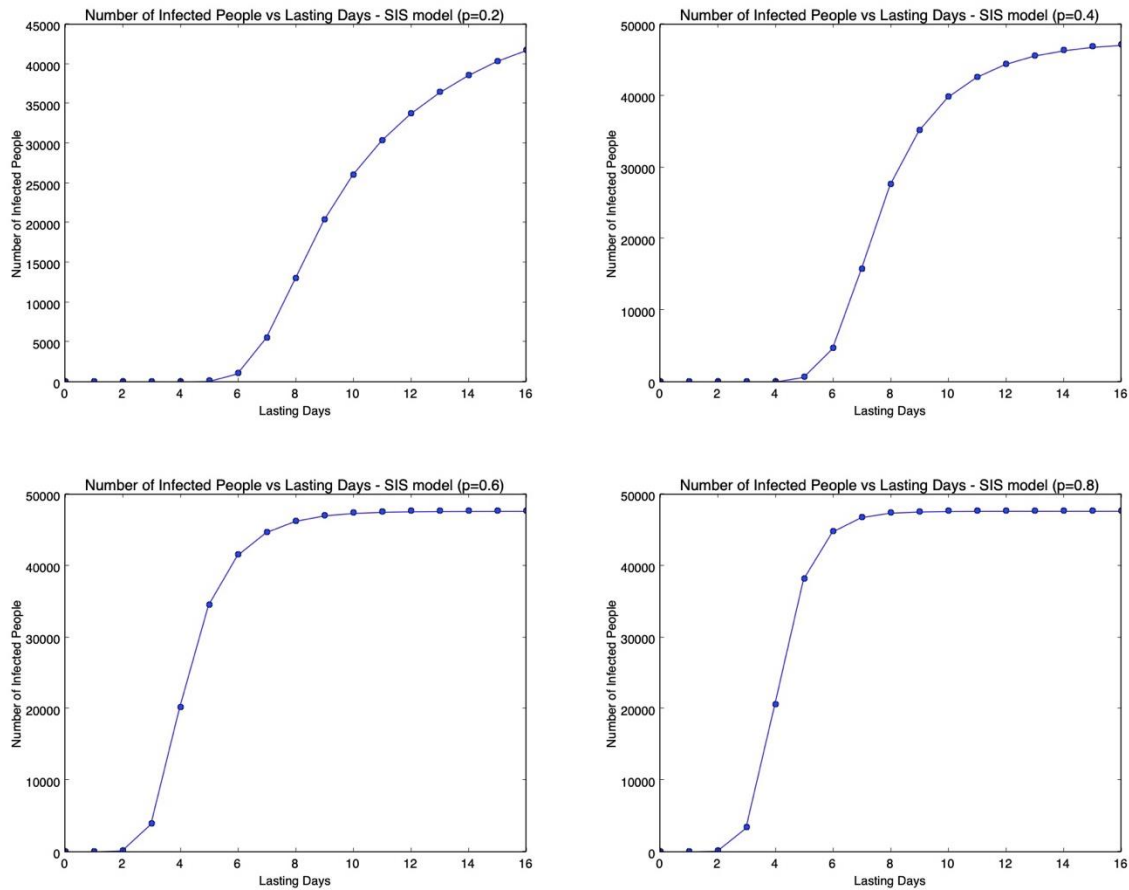 Number of Infected People vs Lasting Days - SIS model (p=0.2)
45000
40000
35000
30000
25000
20000
15000
10000
5000
0
Number of Infected People
0 2 4 6 8 10 12 14 16
Lasting Days
Number of Infected People vs Lasting Days - SIS model (p=0.4)
50000
40000
30000
20000
10000
0
Number of Infected People
0 2 4 6 8 10 12 14 16
Lasting Days
Number of Infected People vs Lasting Days - SIS model (p=0.6)
50000
40000
30000
20000
10000
0
Number of Infected People
0 2 4 6 8 10 12 14 16
Lasting Days
Number of Infected People vs Lasting Days - SIS model (p=0.8)
50000
40000
30000
20000
10000
0
Number of Infected People
0 2 4 6 8 10 12 14 16
Lasting Days